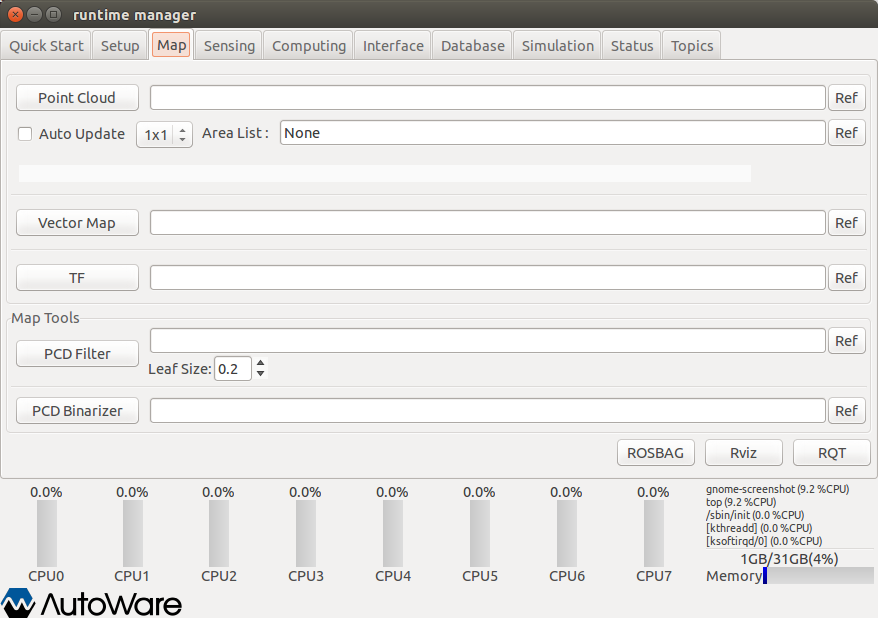 runtime manager
Quick Start Setup Map Sensing Computing Interface Database Simulation Status Topics
Point Cloud Ref
Auto Update 1x1 Area List : None Ref
Vector Map Ref
TF Ref
Map Tools
PCD Filter Ref
Leaf Size: 0.2
PCD Binarizer Ref
ROSBAG Rviz RQT
0.0% 0.0% 0.0% 0.0% 0.0% 0.0% 0.0% 0.0%
CPU0 CPU1 CPU2 CPU3 CPU4 CPU5 CPU6 CPU7
gnome-screenshot (9.2 %CPU)
top (9.2 %CPU)
/sbin/init (0.0 %CPU)
[kthreadd] (0.0 %CPU)
[ksoftirqd/0] (0.0 %CPU)
1GB/31GB(4%)
Memory
AutoWare